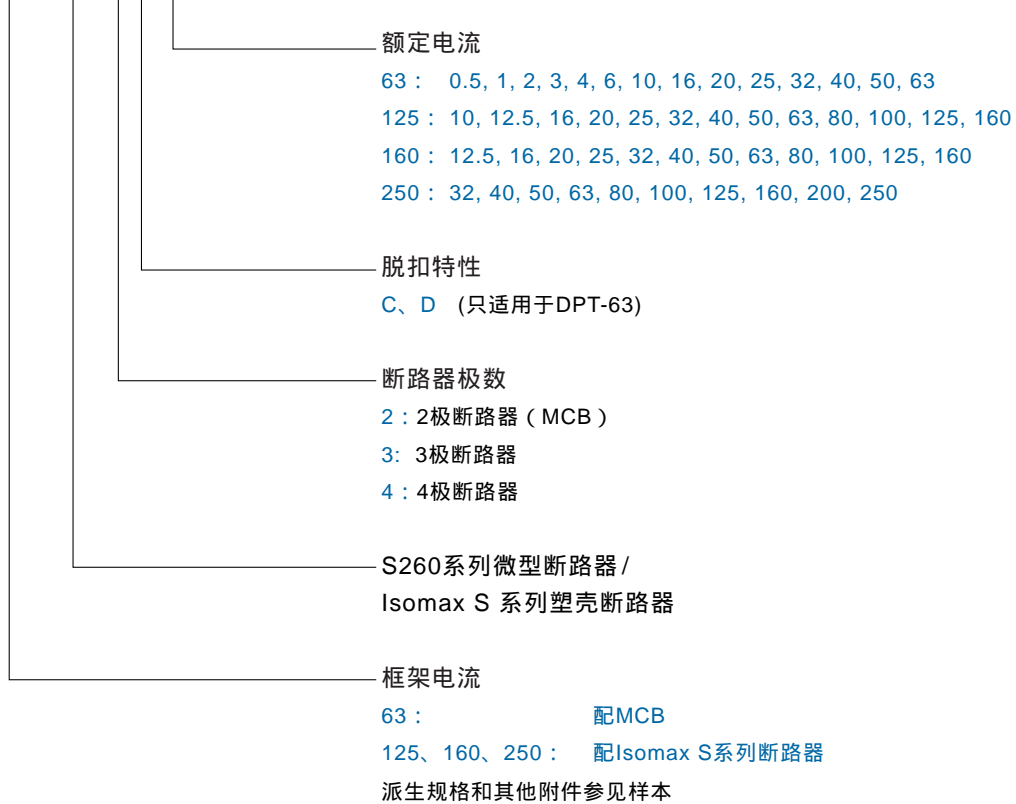 额定电流
63： 0.5, 1, 2, 3, 4, 6, 10, 16, 20, 25, 32, 40, 50, 63
125： 10, 12.5, 16, 20, 25, 32, 40, 50, 63, 80, 100, 125, 160
160： 12.5, 16, 20, 25, 32, 40, 50, 63, 80, 100, 125, 160
250： 32, 40, 50, 63, 80, 100, 125, 160, 200, 250
脱扣特性
C、D (只适用于DPT-63)
断路器极数
2：2极断路器（MCB）
3: 3极断路器
4：4极断路器
S260系列微型断路器/
Isomax S 系列塑壳断路器
框架电流
63： 配MCB
125、160、250： 配Isomax S系列断路器
派生规格和其他附件参见样本